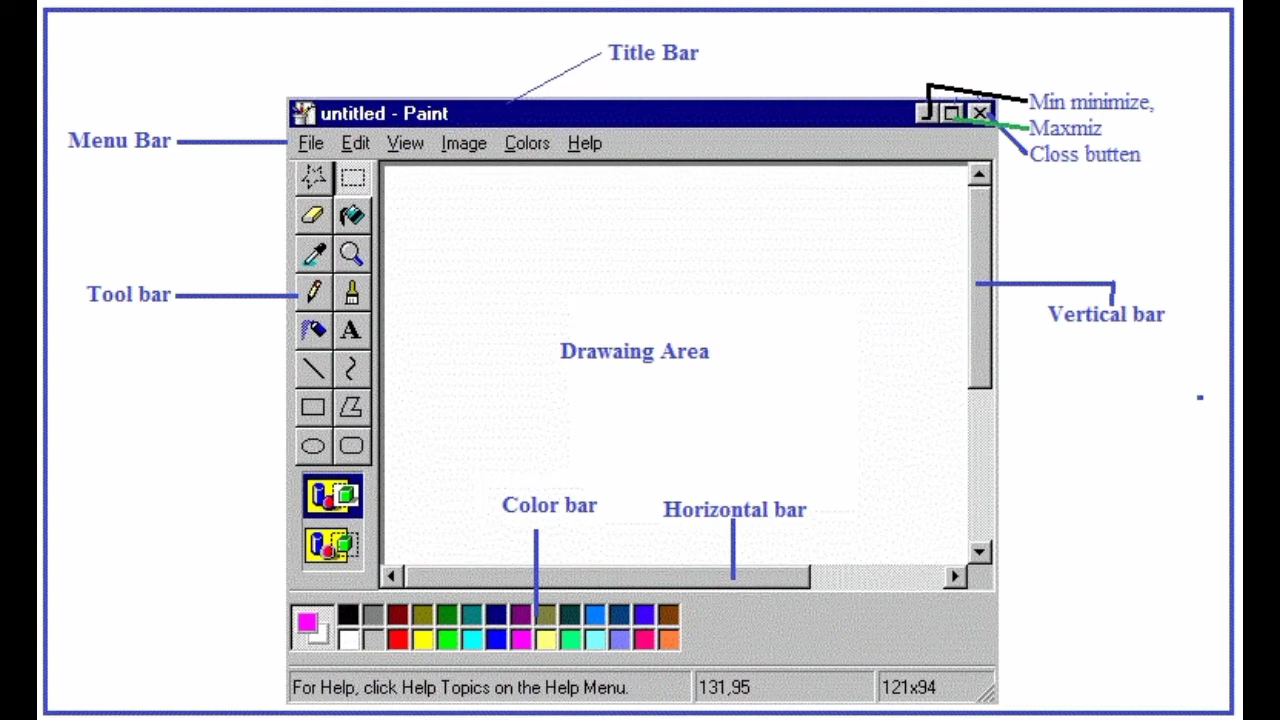 Title Bar
untitled - Paint
Min minimize,
Maxmiz
Closs butten
Menu Bar
File Edit View Image Colors Help
Tool bar
A
Vertical bar
Drawaing Area
Color bar
Horizontal bar
For Help, click Help Topics on the Help Menu. 131,95 121x94